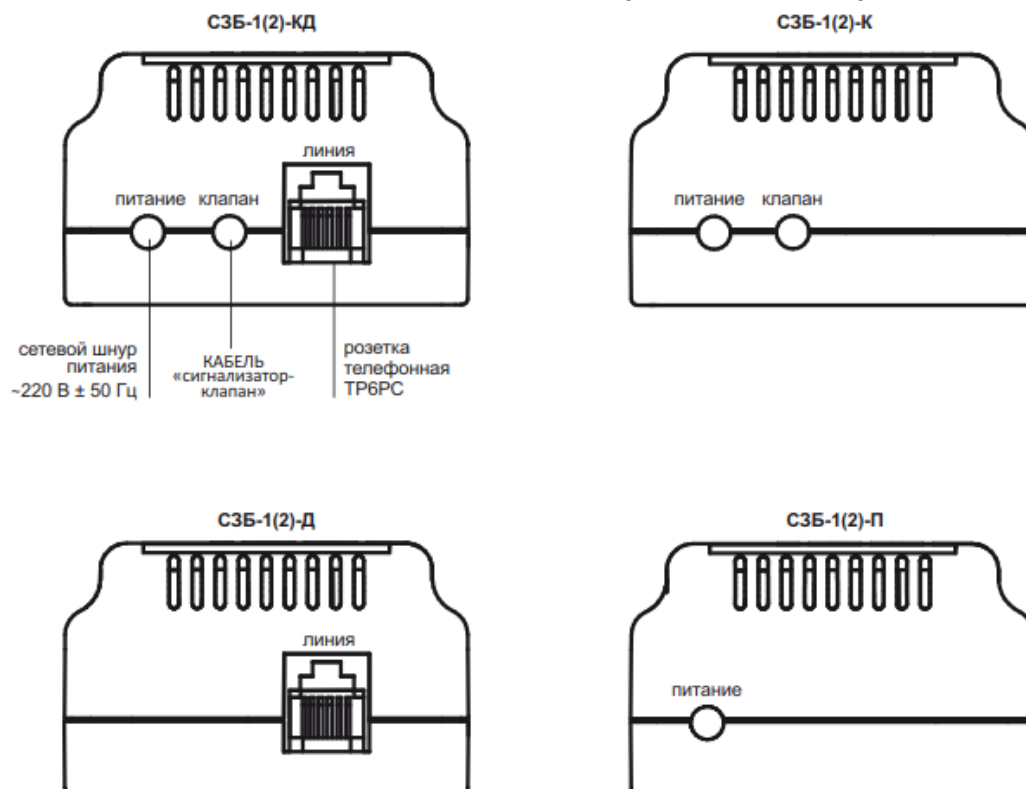 СЗБ-1(2)-КД
линия
питание клапан
сетевой шнур
питания
~220 В ± 50 Гц
КАБЕЛЬ
«сигнализатор-
клапан»
розетка
телефонная
ТР6РС
СЗБ-1(2)-К
питание клапан
СЗБ-1(2)-Д
линия
СЗБ-1(2)-П
питание